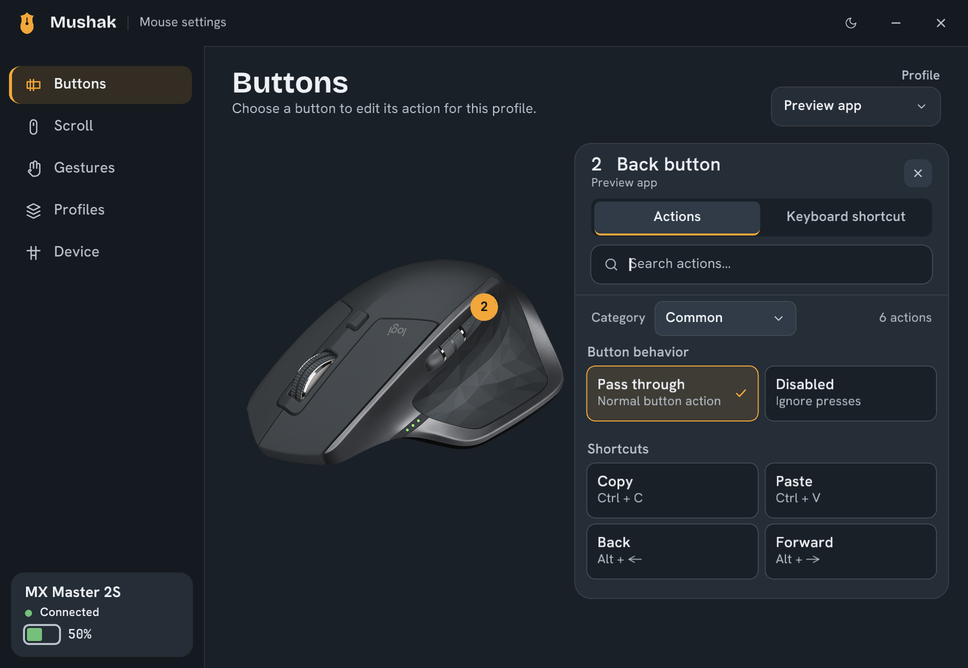 Mushak
Mouse settings
Buttons
Scroll
Gestures
Profiles
Device
MX Master 2S
Connected
50%
Buttons
Choose a button to edit its action for this profile.
Profile
Preview app
logi
2
2 Back button
Preview app
Actions
Keyboard shortcut
Search actions...
Category
Common
6 actions
Button behavior
Pass through
Normal button action
Disabled
Ignore presses
Shortcuts
Copy
Ctrl + C
Paste
Ctrl + V
Back
Alt + ←
Forward
Alt + →